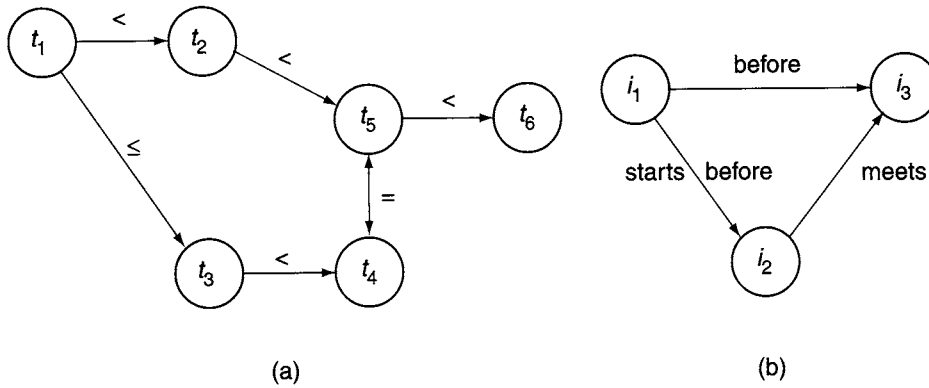 t1 < t2
<
t5 < t6
≤
=
t3 < t4
(a)
i1 before i3
starts before meets
i2
(b)